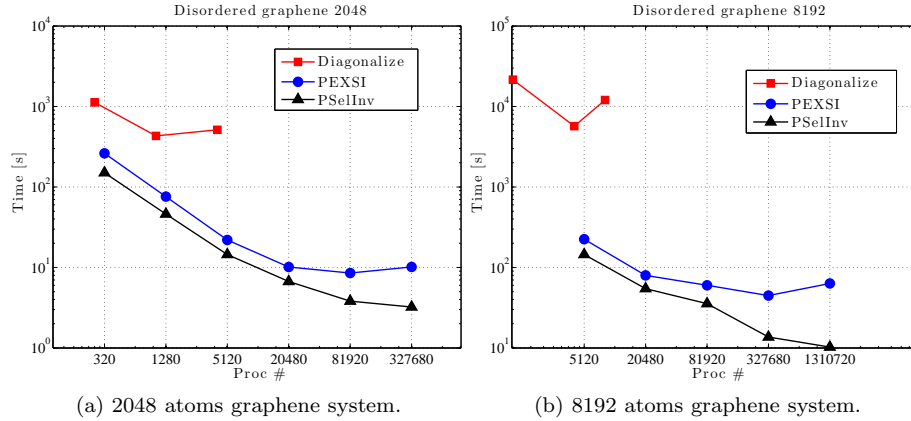 Disordered graphene 2048
10^4
10^3
10^2
10^1
10^0
Time [s]
Diagonalize
PEXSI
PSelInv
320
1280
5120
20480
81920
327680
Proc #
(a) 2048 atoms graphene system.
Disordered graphene 8192
10^5
10^4
10^3
10^2
10^1
Time [s]
Diagonalize
PEXSI
PSelInv
5120
20480
81920
327680
1310720
Proc #
(b) 8192 atoms graphene system.